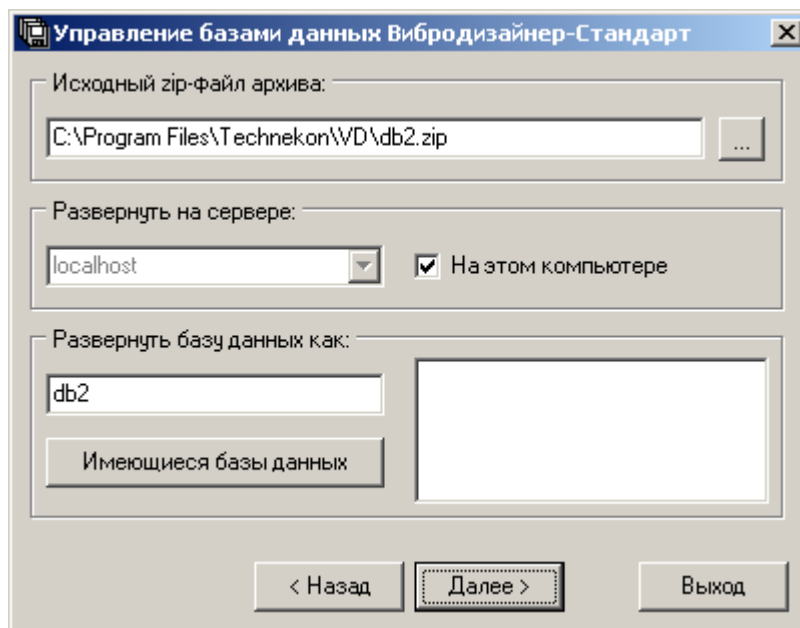 Управление базами данных Вибродизайнер-Стандарт
Исходный zip-файл архива:
C:\Program Files\Technekon\VD\db2.zip
...
Развернуть на сервере:
localhost
На этом компьютере
Развернуть базу данных как:
db2
Имеющиеся базы данных
< Назад
Далее >
Выход